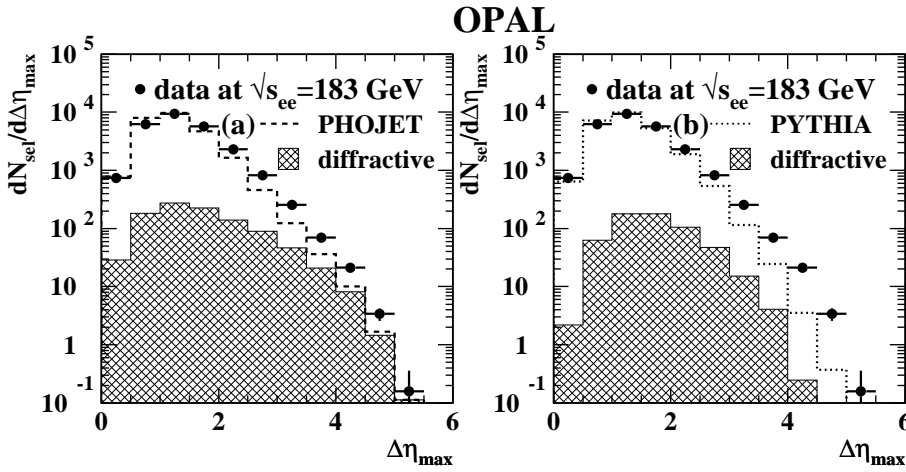 OPAL
dN_sel/dΔη_max
10^5
10^4
10^3
10^2
10
1
10^-1
data at √s_ee=183 GeV
(a) PHOJET
diffractive
0 2 4 6
Δη_max
dN_sel/dΔη_max
10^5
10^4
10^3
10^2
10
1
10^-1
data at √s_ee=183 GeV
(b) PYTHIA
diffractive
0 2 4 6
Δη_max